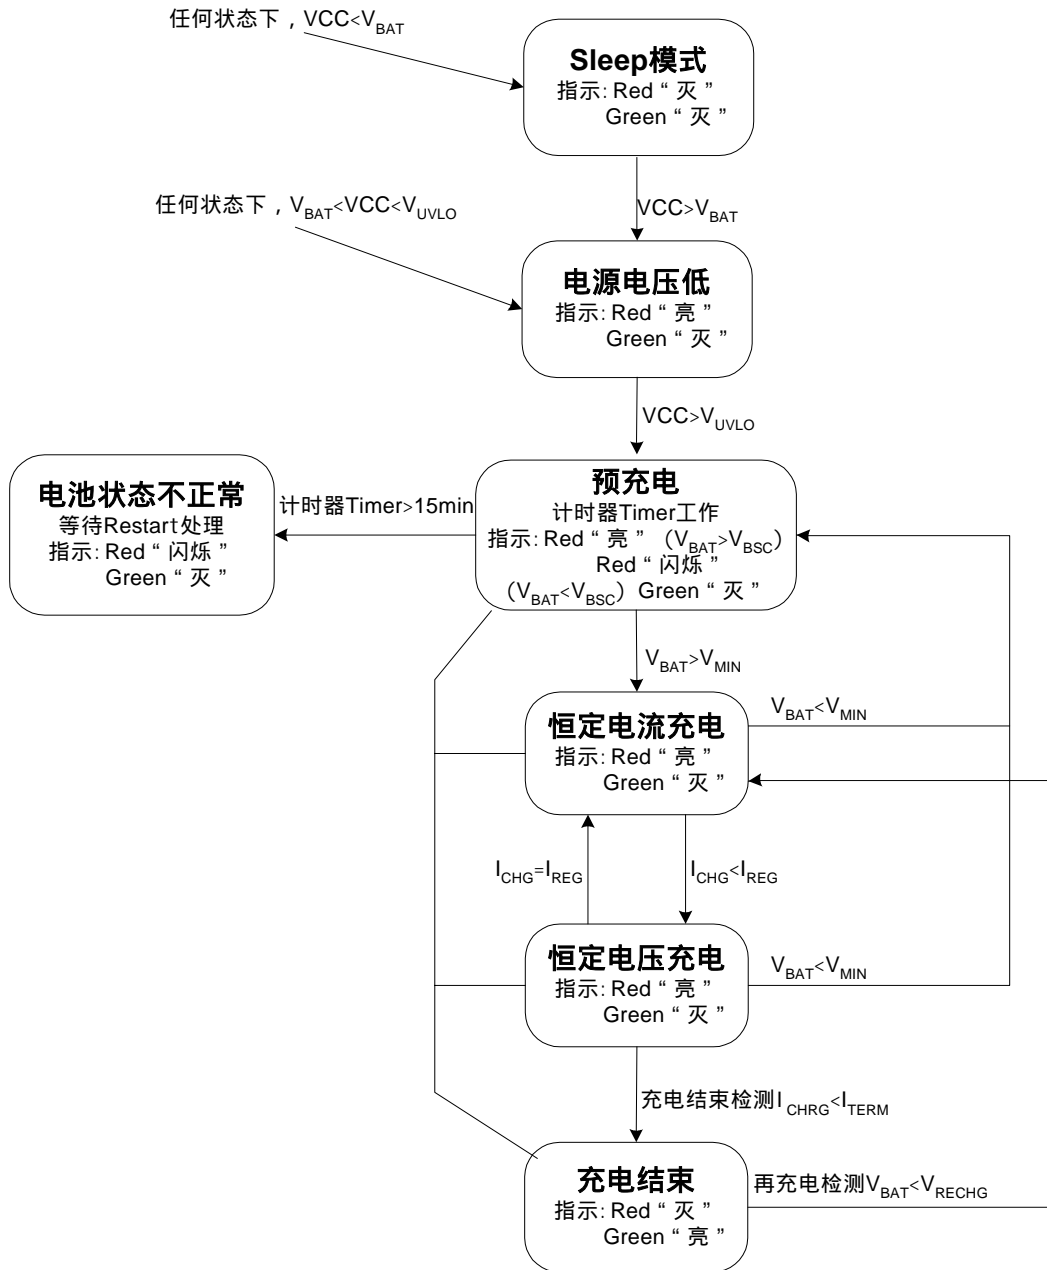 任何状态下，VCC<VBAT
Sleep模式
指示: Red“ 灭 ”
Green“ 灭 ”
VCC>VBAT
任何状态下，VBAT<VCC<VUVLO
电源电压低
指示: Red“ 亮 ”
Green“ 灭 ”
VCC>VUVLO
电池状态不正常
等待Restart处理
指示: Red“ 闪烁 ”
Green“ 灭 ”
计时器Timer>15min
预充电
计时器Timer工作
指示: Red“ 亮 ”（VBAT>VBSC）
Red“ 闪烁 ”
（VBAT<VBSC）Green“ 灭 ”
VBAT>VMIN
恒定电流充电
指示: Red“ 亮 ”
Green“ 灭 ”
VBAT<VMIN
ICHG=IREG
ICHG<IREG
恒定电压充电
指示: Red“ 亮 ”
Green“ 灭 ”
VBAT<VMIN
充电结束检测ICHRG<ITERM
充电结束
指示: Red“ 灭 ”
Green“ 亮 ”
再充电检测VBAT<VRECHG